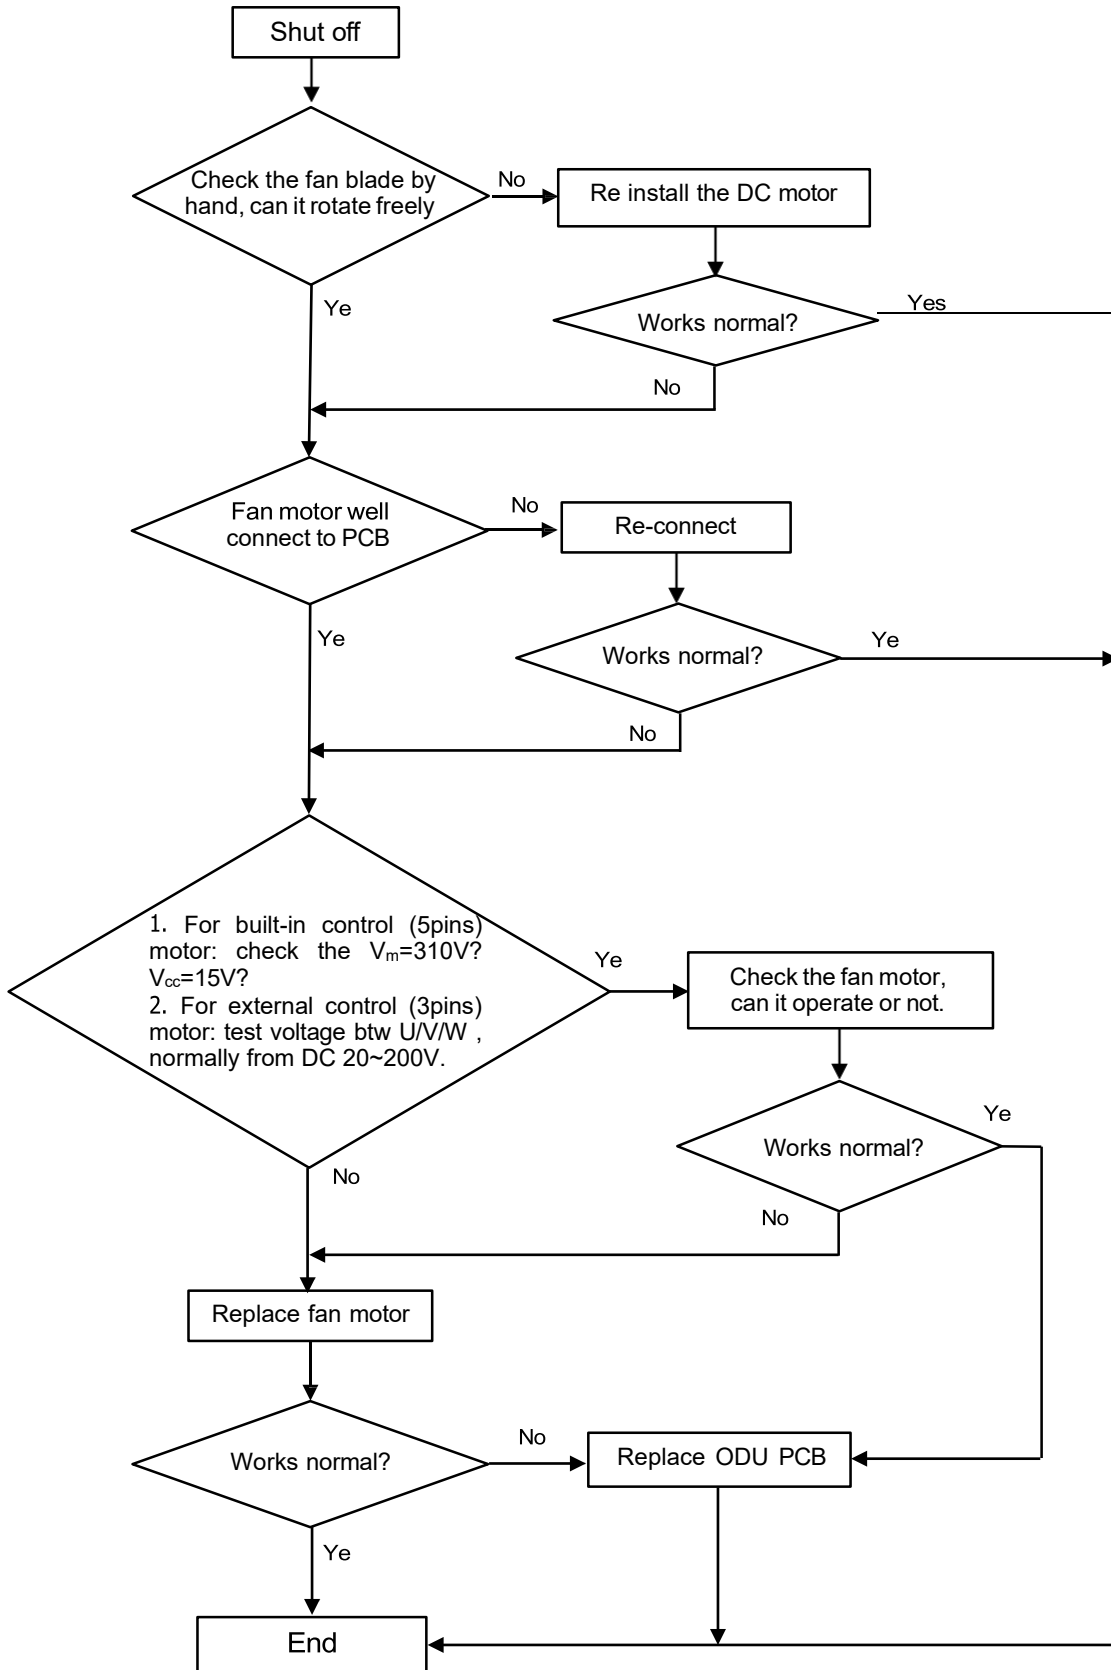 Shut off
Check the fan blade by
hand, can it rotate freely
No
Re install the DC motor
Ye
Works normal?
Yes
No
Fan motor well
connect to PCB
No
Re-connect
Ye
Works normal?
Ye
No
1. For built-in control (5pins)
motor: check the Vm=310V?
Vcc=15V?
2. For external control (3pins)
motor: test voltage btw U/V/W ,
normally from DC 20~200V.
Ye
Check the fan motor,
can it operate or not.
Works normal?
Ye
No
No
Replace fan motor
Works normal?
No
Replace ODU PCB
Ye
End